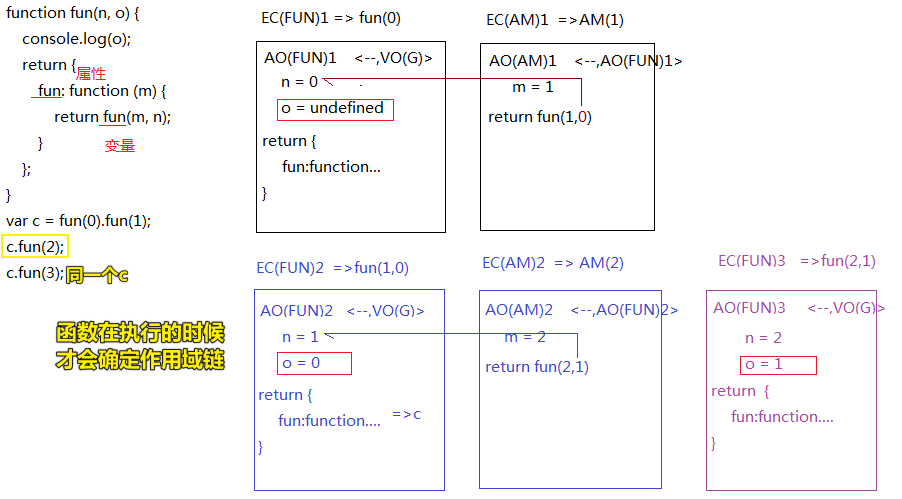 function fun(n, o) {
console.log(o);
return {
属性
fun: function (m) {
return fun(m, n);
}
变量
};
}
var c = fun(0).fun(1);
c.fun(2);
c.fun(3);
同一个c
函数在执行的时候
才会确定作用域链
EC(FUN)1 => fun(0)
AO(FUN)1 <--,VO(G)>
n = 0
o = undefined
return {
fun:function...
}
EC(AM)1 =>AM(1)
AO(AM)1 <--,AO(FUN)1>
m = 1
return fun(1,0)
EC(FUN)2 =>fun(1,0)
AO(FUN)2 <--,VO(G)>
n = 1
o = 0
return {
fun:function.... =>c
}
EC(AM)2 => AM(2)
AO(AM)2 <--,AO(FUN)2>
m = 2
return fun(2,1)
EC(FUN)3 =>fun(2,1)
AO(FUN)3 <--,VO(G)>
n = 2
o = 1
return {
fun:function....
}